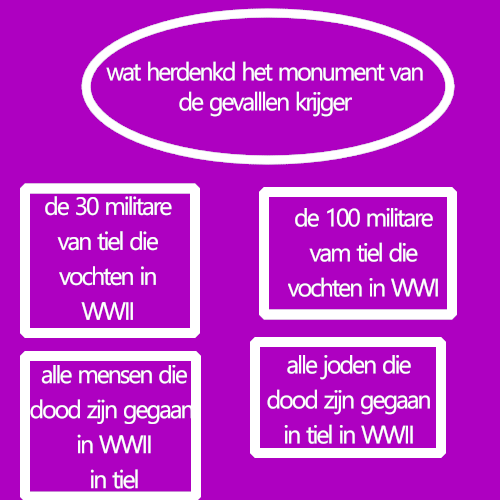 wat herdenkd het monument van
de gevalllen krijger
de 30 militare
van tiel die
vochten in
WWII
de 100 militare
vam tiel die
vochten in WWI
alle mensen die
dood zijn gegaan
in WWII
in tiel
alle joden die
dood zijn gegaan
in tiel in WWII